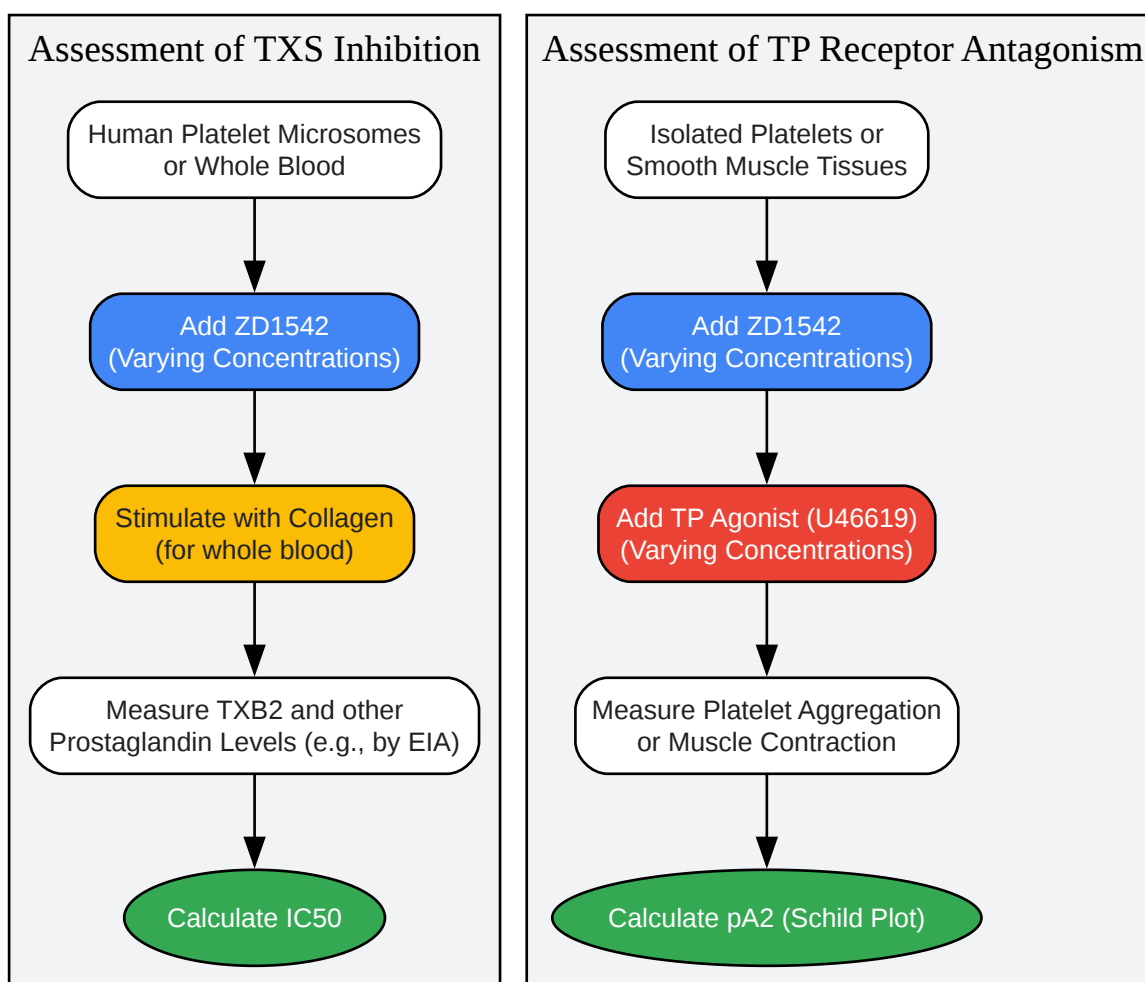 Assessment of TXS Inhibition
Human Platelet Microsomes
or Whole Blood
Add ZD1542
(Varying Concentrations)
Stimulate with Collagen
(for whole blood)
Measure TXB2 and other
Prostaglandin Levels (e.g., by EIA)
Calculate IC50
Assessment of TP Receptor Antagonism
Isolated Platelets or
Smooth Muscle Tissues
Add ZD1542
(Varying Concentrations)
Add TP Agonist (U46619)
(Varying Concentrations)
Measure Platelet Aggregation
or Muscle Contraction
Calculate pA2 (Schild Plot)